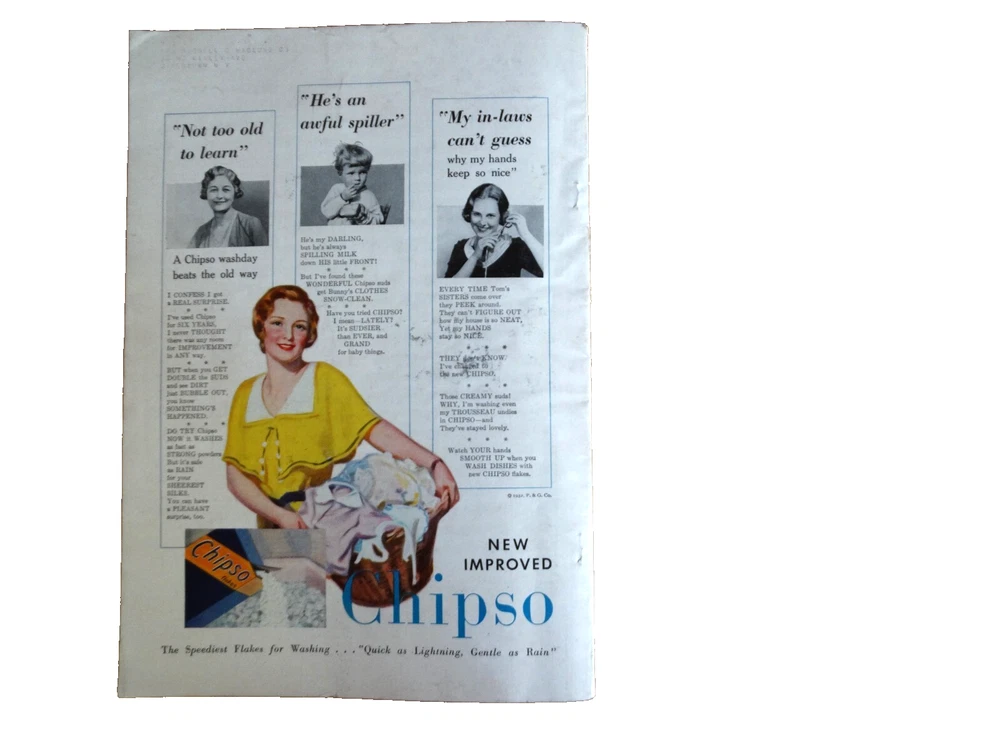 "Not too old
to learn"
A Chipso washday
beats the old way
I CONFESS I got
a REAL SURPRISE.
* * *
I've used Chipso
for SIX YEARS,
I never THOUGHT
there was any room
for IMPROVEMENT
in ANY way.
* * *
BUT when you GET
DOUBLE the SUDS
and see DIRT
just BUBBLE OUT,
you know
SOMETHING'S
HAPPENED.
* * *
DO TRY Chipso
NOW it WASHES
as fast as
STRONG powders
But it's safe
as RAIN
for your
SHEEREST
SILKS.
You can have
a PLEASANT
surprise, too.
"He's an
awful spiller"
He's my DARLING,
but he's always
SPILLING MILK
down HIS little FRONT!
* * *
But I've found these
WONDERFUL Chipso suds
get Bunny's CLOTHES
SNOW-CLEAN.
* * *
Have you tried CHIPSO?
I mean—LATELY?
It's SUDSIER
than EVER, and
GRAND
for baby things.
"My in-laws
can't guess
why my hands
keep so nice"
EVERY TIME Tom's
SISTERS come over
they PEEK around.
They can't FIGURE OUT
how my house is so NEAT,
Yet my HANDS
stay so NICE.
* * *
THEY don't KNOW
I've changed to
the new CHIPSO.
* * *
Those CREAMY suds!
WHY, I'm washing even
my TROUSSEAU undies
in CHIPSO—and
They've stayed lovely.
* * *
Watch YOUR hands
SMOOTH UP when you
WASH DISHES with
new CHIPSO flakes.
P. & G. Co.
Chipso
NEW
IMPROVED
Chipso
The Speediest Flakes for Washing . . . "Quick as Lightning, Gentle as Rain"